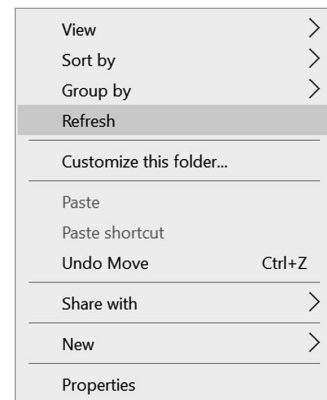 View
Sort by
Group by
Refresh
Customize this folder...
Paste
Paste shortcut
Undo Move Ctrl+Z
Share with
New
Properties